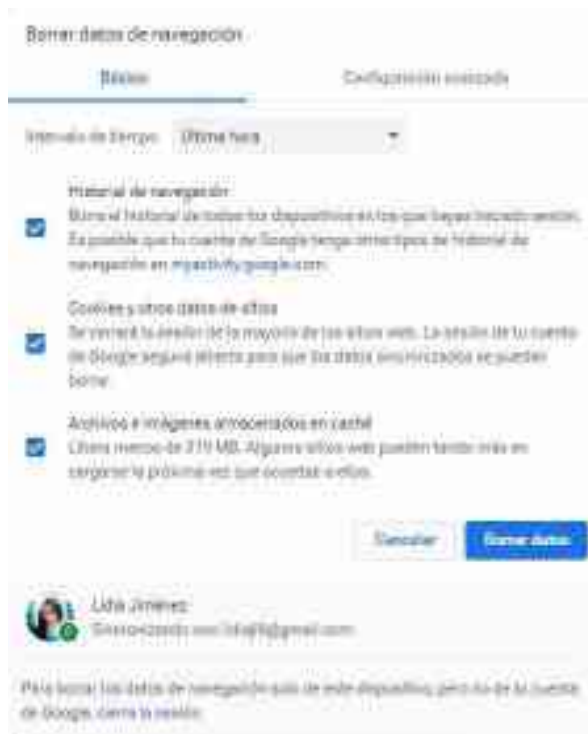 Borrar datos de navegación
Básico
Configuración avanzada
Intervalo de tiempo Última hora
Historial de navegación
Borra el historial de todos los dispositivos en los que hayas iniciado sesión.
Es posible que tu cuenta de Google tenga otros tipos de historial de
navegación en myactivity.google.com.
Cookies y otros datos de sitios
Se cerrará la sesión de la mayoría de los sitios web. La sesión de tu cuenta
de Google seguirá abierta para que los datos sincronizados se puedan
borrar.
Archivos e imágenes almacenados en caché
Libera menos de 319 MB. Algunos sitios web pueden tardar más en
cargarse la próxima vez que accedas a ellos.
Cancelar
Borrar datos
Lidia Jiménez
Sincronizando con
Para borrar los datos de navegación solo de este dispositivo, pero no de tu cuenta
de Google, cierra la sesión.